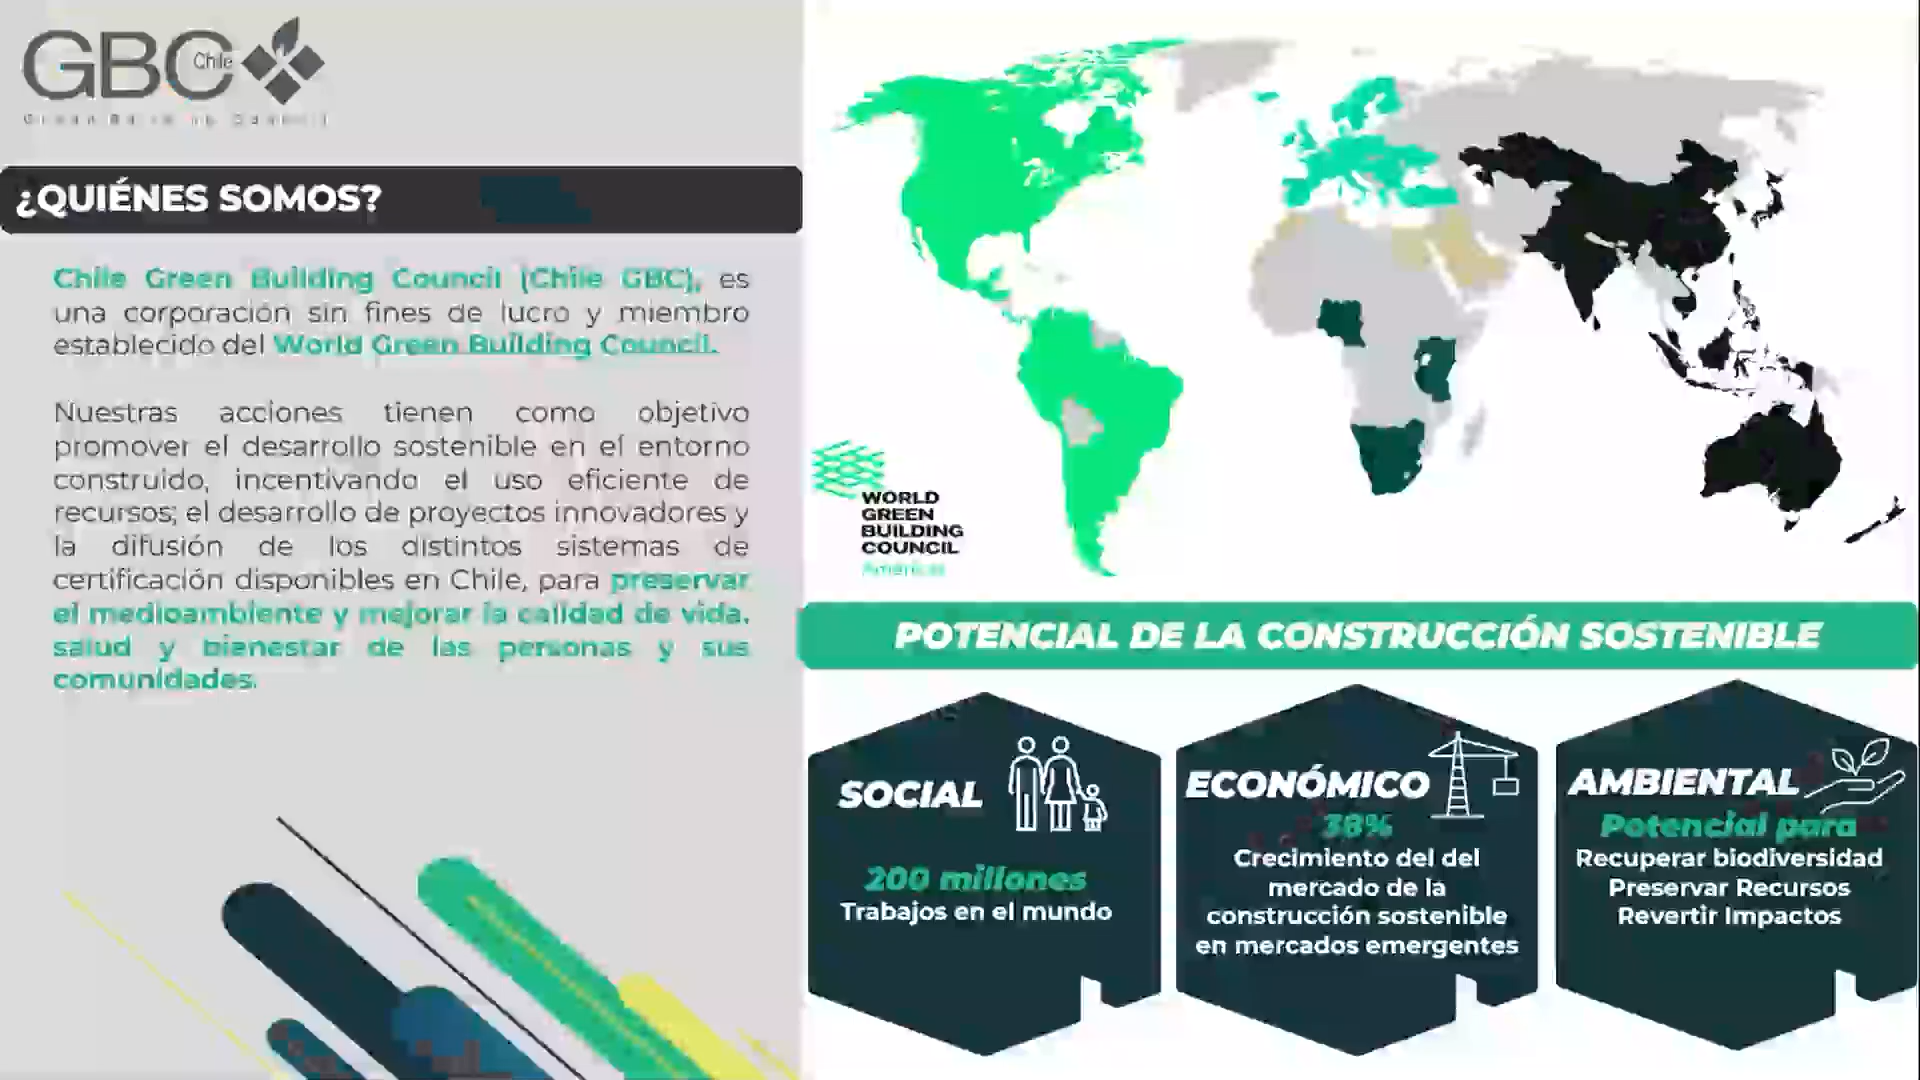 GBC Chile
Green Building Council
¿QUIÉNES SOMOS?
Chile Green Building Council (Chile GBC), es
una corporación sin fines de lucro y miembro
establecido del World Green Building Council.
Nuestras acciones tienen como objetivo
promover el desarrollo sostenible en el entorno
construido, incentivando el uso eficiente de
recursos; el desarrollo de proyectos innovadores y
la difusión de los distintos sistemas de
certificación disponibles en Chile, para preservar
el medioambiente y mejorar la calidad de vida,
salud y bienestar de las personas y sus
comunidades.
WORLD
GREEN
BUILDING
COUNCIL
Americas
POTENCIAL DE LA CONSTRUCCIÓN SOSTENIBLE
SOCIAL
200 millones
Trabajos en el mundo
ECONÓMICO
38%
Crecimiento del del
mercado de la
construcción sostenible
en mercados emergentes
AMBIENTAL
Potencial para
Recuperar biodiversidad
Preservar Recursos
Revertir Impactos